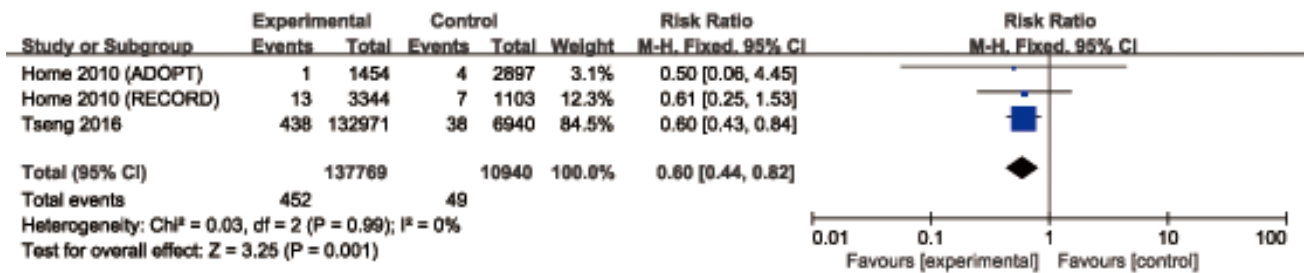 Experimental Control Risk Ratio Risk Ratio
Study or Subgroup Events Total Events Total Weight M-H. Fixed. 95% CI M-H. Fixed. 95% CI
Home 2010 (ADOPT) 1 1454 4 2897 3.1% 0.50 [0.06, 4.45]
Home 2010 (RECORD) 13 3344 7 1103 12.3% 0.61 [0.25, 1.53]
Tseng 2016 438 132971 38 6940 84.5% 0.60 [0.43, 0.84]
Total (95% CI) 137769 10940 100.0% 0.60 [0.44, 0.82]
Total events 452 49
Heterogeneity: Chi² = 0.03, df = 2 (P = 0.99); I² = 0%
Test for overall effect: Z = 3.25 (P = 0.001)
0.01 0.1 1 10 100
Favours [experimental] Favours [control]